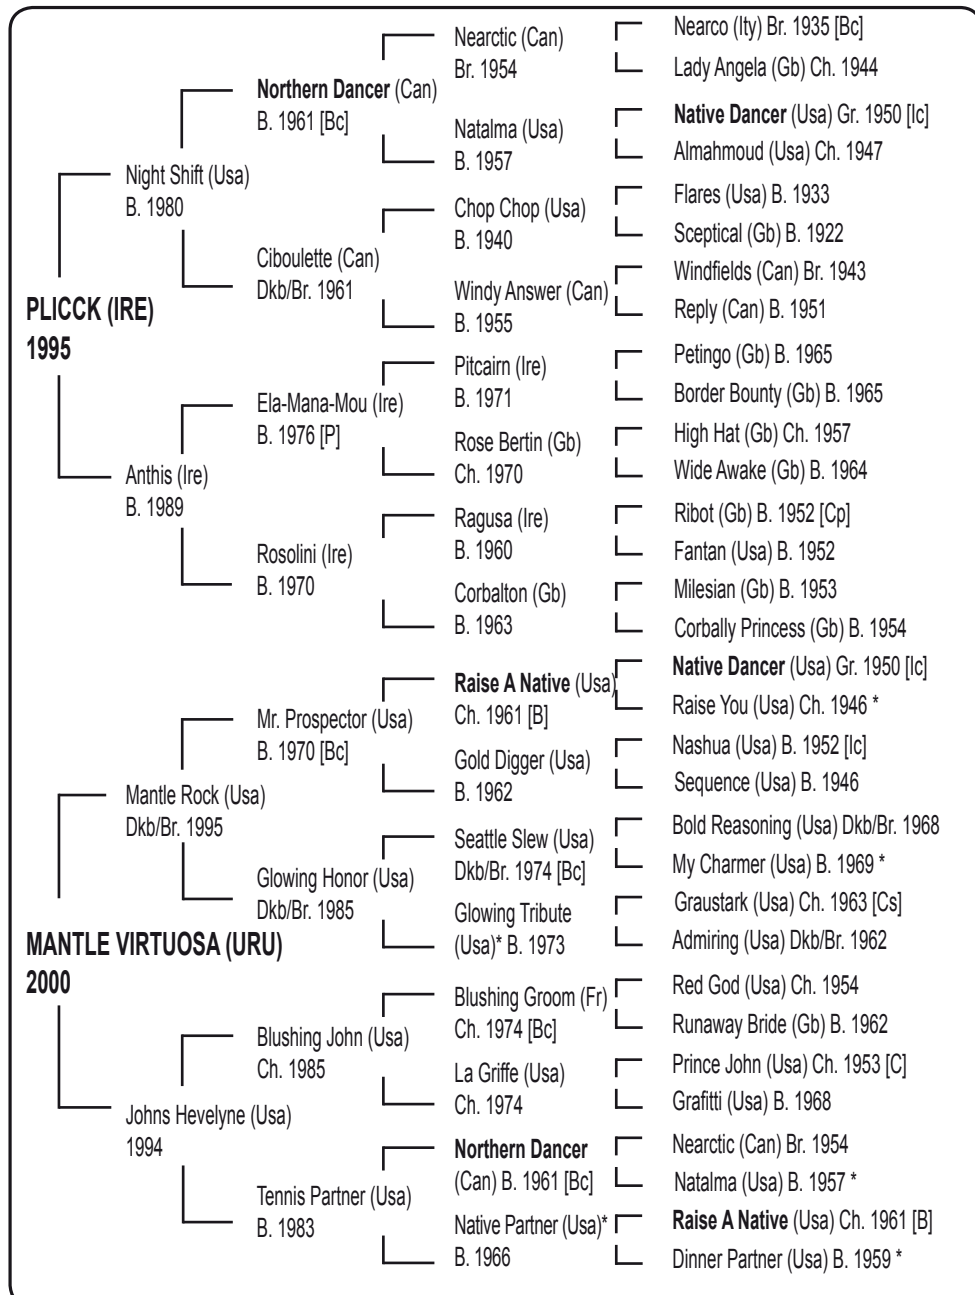 PLICCK (IRE)
1995
Night Shift (Usa)
B. 1980
Northern Dancer (Can)
B. 1961 [Bc]
Nearctic (Can)
Br. 1954
Nearco (Ity) Br. 1935 [Bc]
Lady Angela (Gb) Ch. 1944
Natalma (Usa)
B. 1957
Native Dancer (Usa) Gr. 1950 [Ic]
Almahmoud (Usa) Ch. 1947
Ciboulette (Can)
Dkb/Br. 1961
Chop Chop (Usa)
B. 1940
Flares (Usa) B. 1933
Sceptical (Gb) B. 1922
Windy Answer (Can)
B. 1955
Windfields (Can) Br. 1943
Reply (Can) B. 1951
Anthis (Ire)
B. 1989
Ela-Mana-Mou (Ire)
B. 1976 [P]
Pitcairn (Ire)
B. 1971
Petingo (Gb) B. 1965
Border Bounty (Gb) B. 1965
Rose Bertin (Gb)
Ch. 1970
High Hat (Gb) Ch. 1957
Wide Awake (Gb) B. 1964
Rosolini (Ire)
B. 1970
Ragusa (Ire)
B. 1960
Ribot (Gb) B. 1952 [Cp]
Fantan (Usa) B. 1952
Corbalton (Gb)
B. 1963
Milesian (Gb) B. 1953
Corbally Princess (Gb) B. 1954
MANTLE VIRTUOSA (URU)
2000
Mantle Rock (Usa)
Dkb/Br. 1995
Mr. Prospector (Usa)
B. 1970 [Bc]
Raise A Native (Usa)
Ch. 1961 [B]
Native Dancer (Usa) Gr. 1950 [Ic]
Raise You (Usa) Ch. 1946 *
Gold Digger (Usa)
B. 1962
Nashua (Usa) B. 1952 [Ic]
Sequence (Usa) B. 1946
Glowing Honor (Usa)
Dkb/Br. 1985
Seattle Slew (Usa)
Dkb/Br. 1974 [Bc]
Bold Reasoning (Usa) Dkb/Br. 1968
My Charmer (Usa) B. 1969 *
Glowing Tribute
(Usa)* B. 1973
Graustark (Usa) Ch. 1963 [Cs]
Admiring (Usa) Dkb/Br. 1962
Johns Hevelyne (Usa)
1994
Blushing John (Usa)
Ch. 1985
Blushing Groom (Fr)
Ch. 1974 [Bc]
Red God (Usa) Ch. 1954
Runaway Bride (Gb) B. 1962
La Griffe (Usa)
Ch. 1974
Prince John (Usa) Ch. 1953 [C]
Grafitti (Usa) B. 1968
Tennis Partner (Usa)
B. 1983
Northern Dancer
(Can) B. 1961 [Bc]
Nearctic (Can) Br. 1954
Natalma (Usa) B. 1957 *
Native Partner (Usa)*
B. 1966
Raise A Native (Usa) Ch. 1961 [B]
Dinner Partner (Usa) B. 1959 *